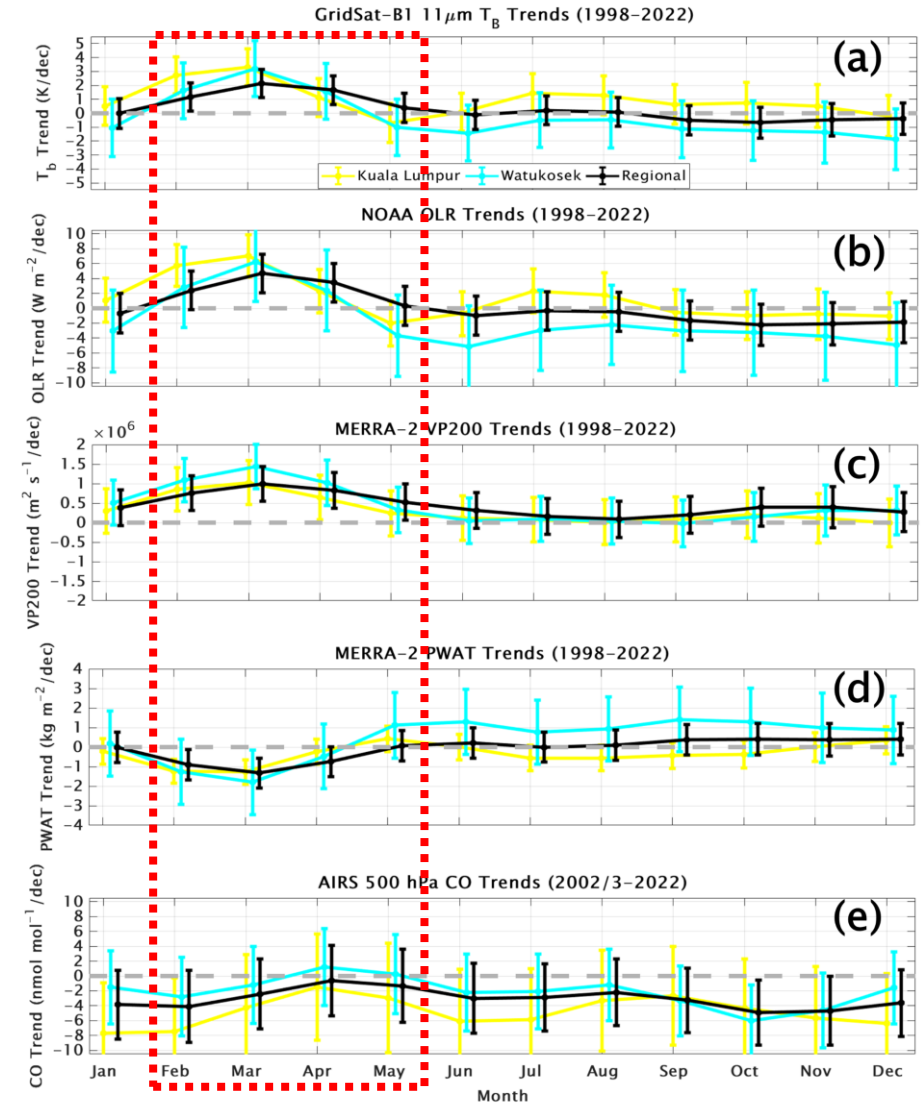 GridSat-B1 11μm T_B Trends (1998–2022)
(a)
T_b Trend (K/dec)
5
4
3
2
1
0
-1
-2
-3
-4
-5
Kuala Lumpur Watukosek Regional
NOAA OLR Trends (1998–2022)
(b)
OLR Trend (W m⁻²/dec)
10
8
6
4
2
0
-2
-4
-6
-8
-10
MERRA-2 VP200 Trends (1998–2022)
(c)
VP200 Trend (m² s⁻¹/dec)
×10⁶
2
1.5
1
0.5
0
-0.5
-1
-1.5
-2
MERRA-2 PWAT Trends (1998–2022)
(d)
PWAT Trend (kg m⁻²/dec)
4
3
2
1
0
-1
-2
-3
-4
AIRS 500 hPa CO Trends (2002/3–2022)
(e)
CO Trend (nmol mol⁻¹/dec)
10
8
6
4
2
0
-2
-4
-6
-8
-10
Jan Feb Mar Apr May Jun Jul Aug Sep Oct Nov Dec
Month